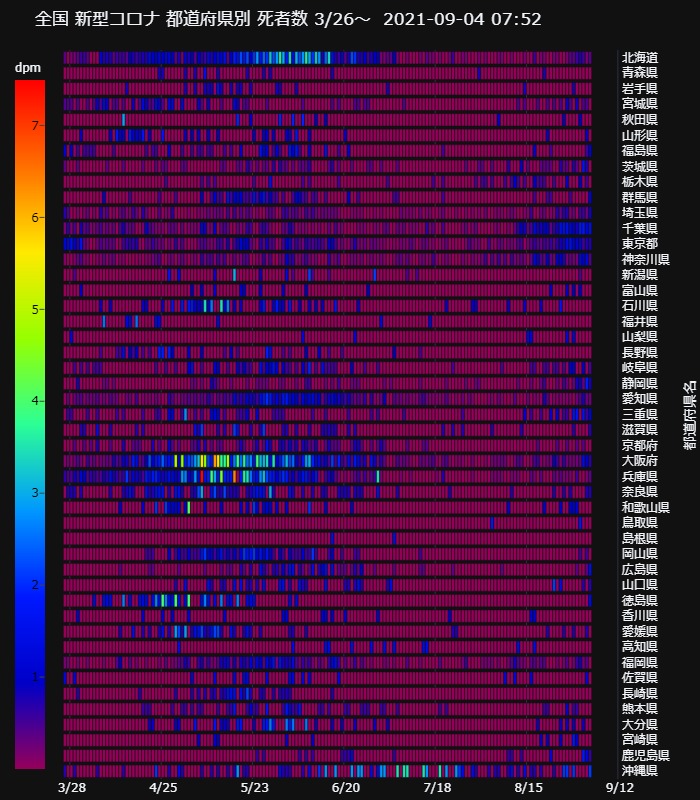 全国 新型コロナ 都道府県別 死者数 3/26～ 2021-09-04 07:52
dpm
7
6
5
4
3
2
1
北海道
青森県
岩手県
宮城県
秋田県
山形県
福島県
茨城県
栃木県
群馬県
埼玉県
千葉県
東京都
神奈川県
新潟県
富山県
石川県
福井県
山梨県
長野県
岐阜県
静岡県
愛知県
三重県
滋賀県
京都府
大阪府
兵庫県
奈良県
和歌山県
鳥取県
島根県
岡山県
広島県
山口県
徳島県
香川県
愛媛県
高知県
福岡県
佐賀県
長崎県
熊本県
大分県
宮崎県
鹿児島県
沖縄県
都道府県名
3/28 4/25 5/23 6/20 7/18 8/15 9/12